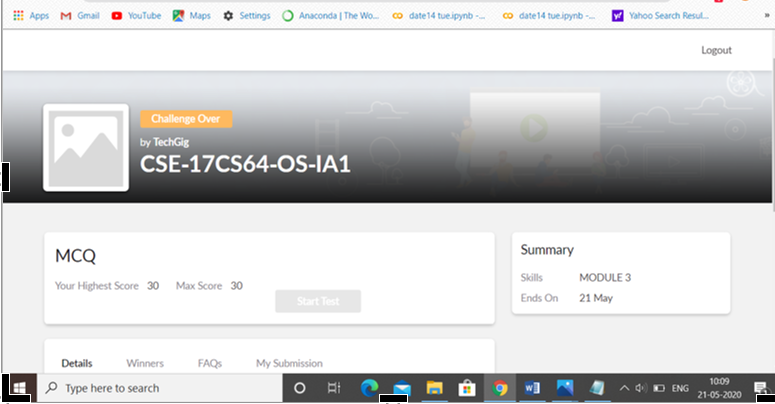 Apps Gmail YouTube Maps Settings Anaconda | The Wo... date14 tue.ipynb -... date14 tue.ipynb -... Yahoo Search Resul... »
Logout
Challenge Over
by TechGig
CSE-17CS64-OS-IA1
MCQ
Your Highest Score 30 Max Score 30
Start Test
Summary
Skills MODULE 3
Ends On 21 May
Details Winners FAQs My Submission
Type here to search
ENG
10:09
21-05-2020